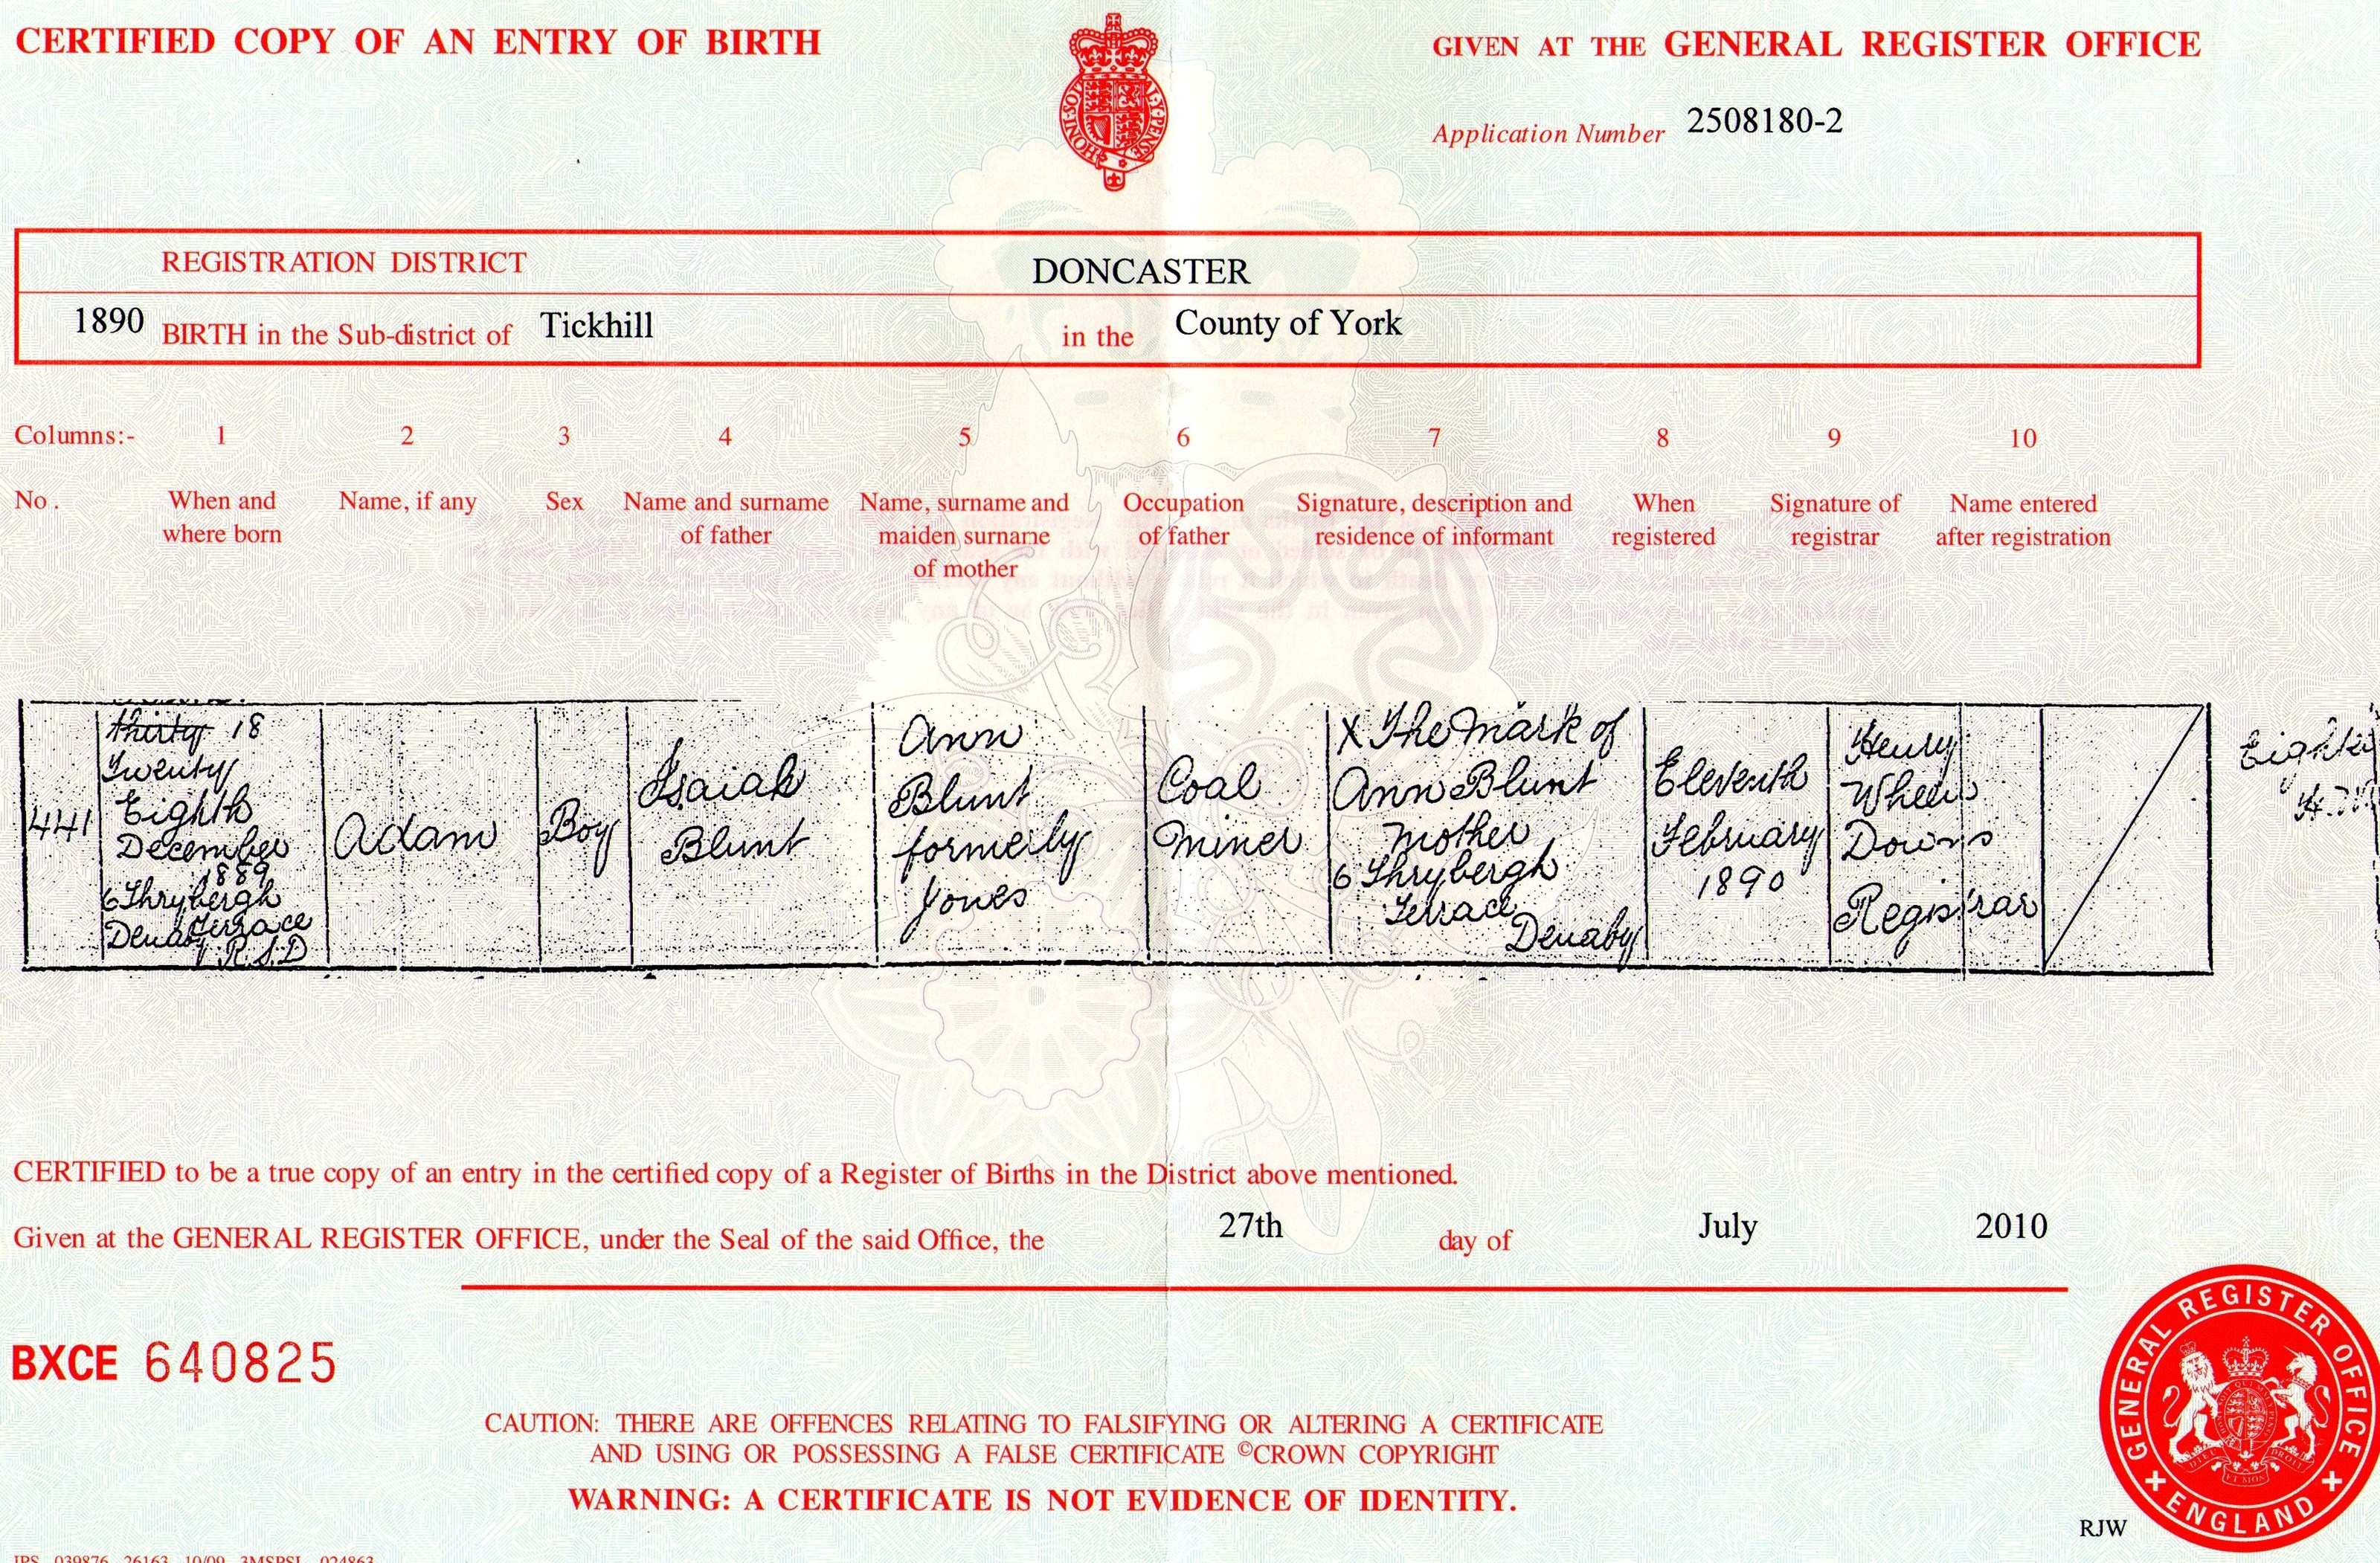 CERTIFIED COPY OF AN ENTRY OF BIRTH
GIVEN AT THE GENERAL REGISTER OFFICE
HONI SOIT QUI MAL Y PENSE
Application Number 2508180-2
REGISTRATION DISTRICT DONCASTER
1890 BIRTH in the Sub-district of Tickhill in the County of York
Columns:- 1 2 3 4 5 6 7 8 9 10
No. When and Name, if any Sex Name and surname Name, surname and Occupation Signature, description and When Signature of Name entered
where born of father maiden surname of father residence of informant registered registrar after registration
of mother
441
thirty 18
Twenty
Eighth
December
1889
6 Thrybergh
Terrace
Denaby
R.S.D
Adam
Boy
Isaiah
Blunt
Ann
Blunt
formerly
Jones
Coal
Miner
X The Mark of
Ann Blunt
Mother
6 Thrybergh
Terrace
Denaby
Eleventh
February
1890
Henry
Wheen
Downs
Registrar
CERTIFIED to be a true copy of an entry in the certified copy of a Register of Births in the District above mentioned.
Given at the GENERAL REGISTER OFFICE, under the Seal of the said Office, the 27th day of July 2010
BXCE 640825
CAUTION: THERE ARE OFFENCES RELATING TO FALSIFYING OR ALTERING A CERTIFICATE
AND USING OR POSSESSING A FALSE CERTIFICATE ©CROWN COPYRIGHT
WARNING: A CERTIFICATE IS NOT EVIDENCE OF IDENTITY.
GENERAL REGISTER OFFICE
ENGLAND
RJW
IPS 039876 26163 10/09 3MSPSL 024863